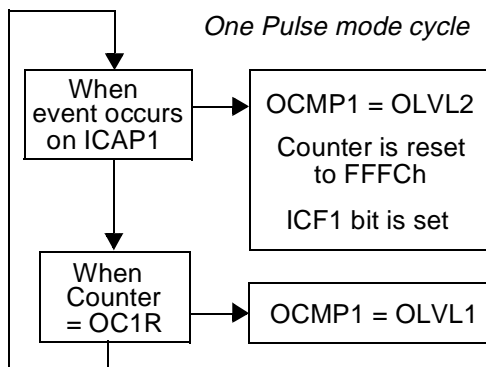 One Pulse mode cycle
When
event occurs
on ICAP1
OCMP1 = OLVL2
Counter is reset
to FFFCh
ICF1 bit is set
When
Counter
= OC1R
OCMP1 = OLVL1